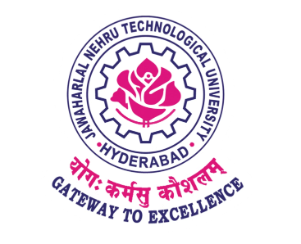 JAWAHARLAL NEHRU TECHNOLOGICAL UNIVERSITY
• HYDERABAD •
योगः कर्मसु कौशलम्
GATEWAY TO EXCELLENCE